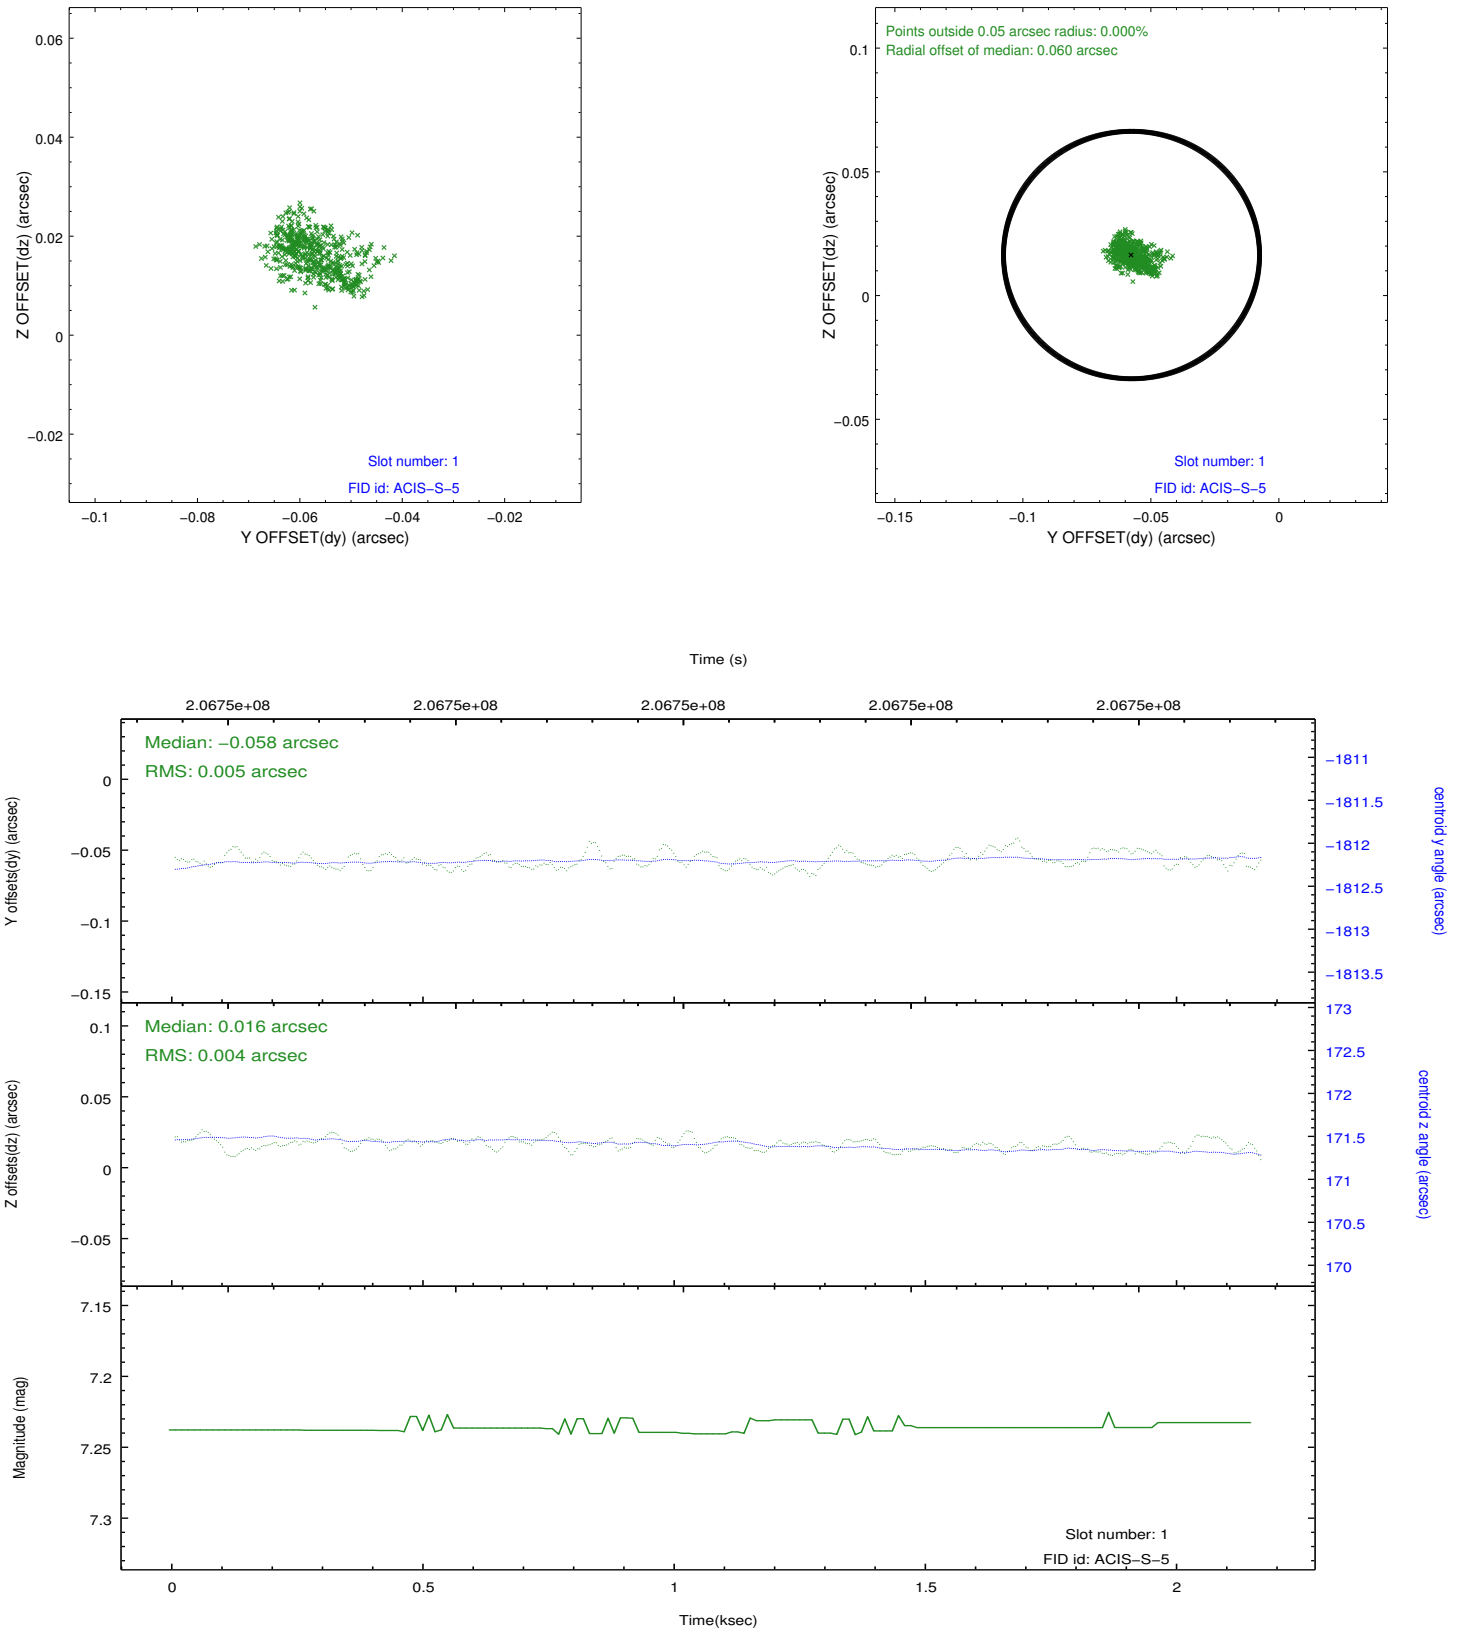 0.06
0.04
0.02
0
−0.02
Z OFFSET(dz) (arcsec)
Slot number: 1
FID id: ACIS−S−5
−0.1 −0.08 −0.06 −0.04 −0.02
Y OFFSET(dy) (arcsec)
Points outside 0.05 arcsec radius: 0.000%
Radial offset of median: 0.060 arcsec
0.1
0.05
0
−0.05
Z OFFSET(dz) (arcsec)
Slot number: 1
FID id: ACIS−S−5
−0.15 −0.1 −0.05 0
Y OFFSET(dy) (arcsec)
Time (s)
2.0675e+08 2.0675e+08 2.0675e+08 2.0675e+08 2.0675e+08
Median: −0.058 arcsec
RMS: 0.005 arcsec
0
−0.05
−0.1
−0.15
Y offsets(dy) (arcsec)
−1811
−1811.5
−1812
−1812.5
−1813
−1813.5
centroid y angle (arcsec)
Median: 0.016 arcsec
RMS: 0.004 arcsec
0.1
0.05
0
−0.05
Z offsets(dz) (arcsec)
173
172.5
172
171.5
171
170.5
170
centroid z angle (arcsec)
7.15
7.2
7.25
7.3
Magnitude (mag)
Slot number: 1
FID id: ACIS−S−5
0 0.5 1 1.5 2
Time(ksec)